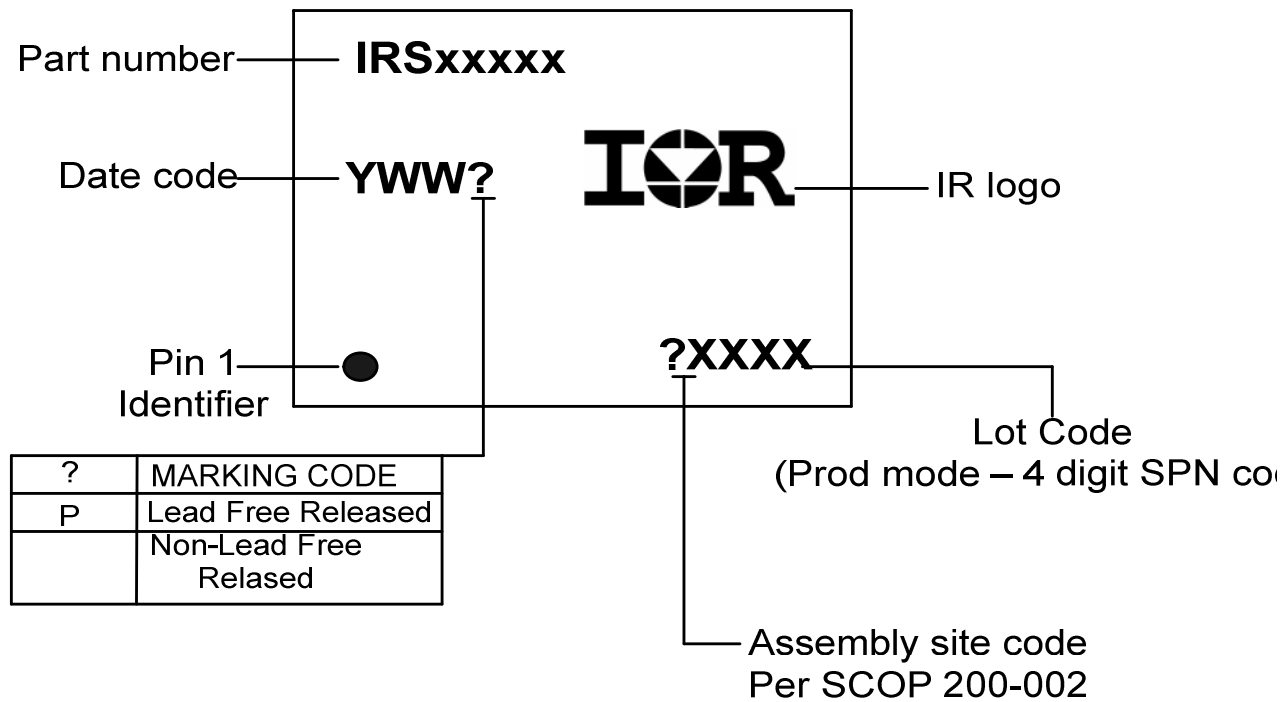 Part number
IRSxxxxx
Date code
YWW?
IOR
IR logo
Pin 1
Identifier
?XXXX
Lot Code
(Prod mode – 4 digit SPN
? MARKING CODE
P Lead Free Released
Non-Lead Free
Relased
Assembly site code
Per SCOP 200-002